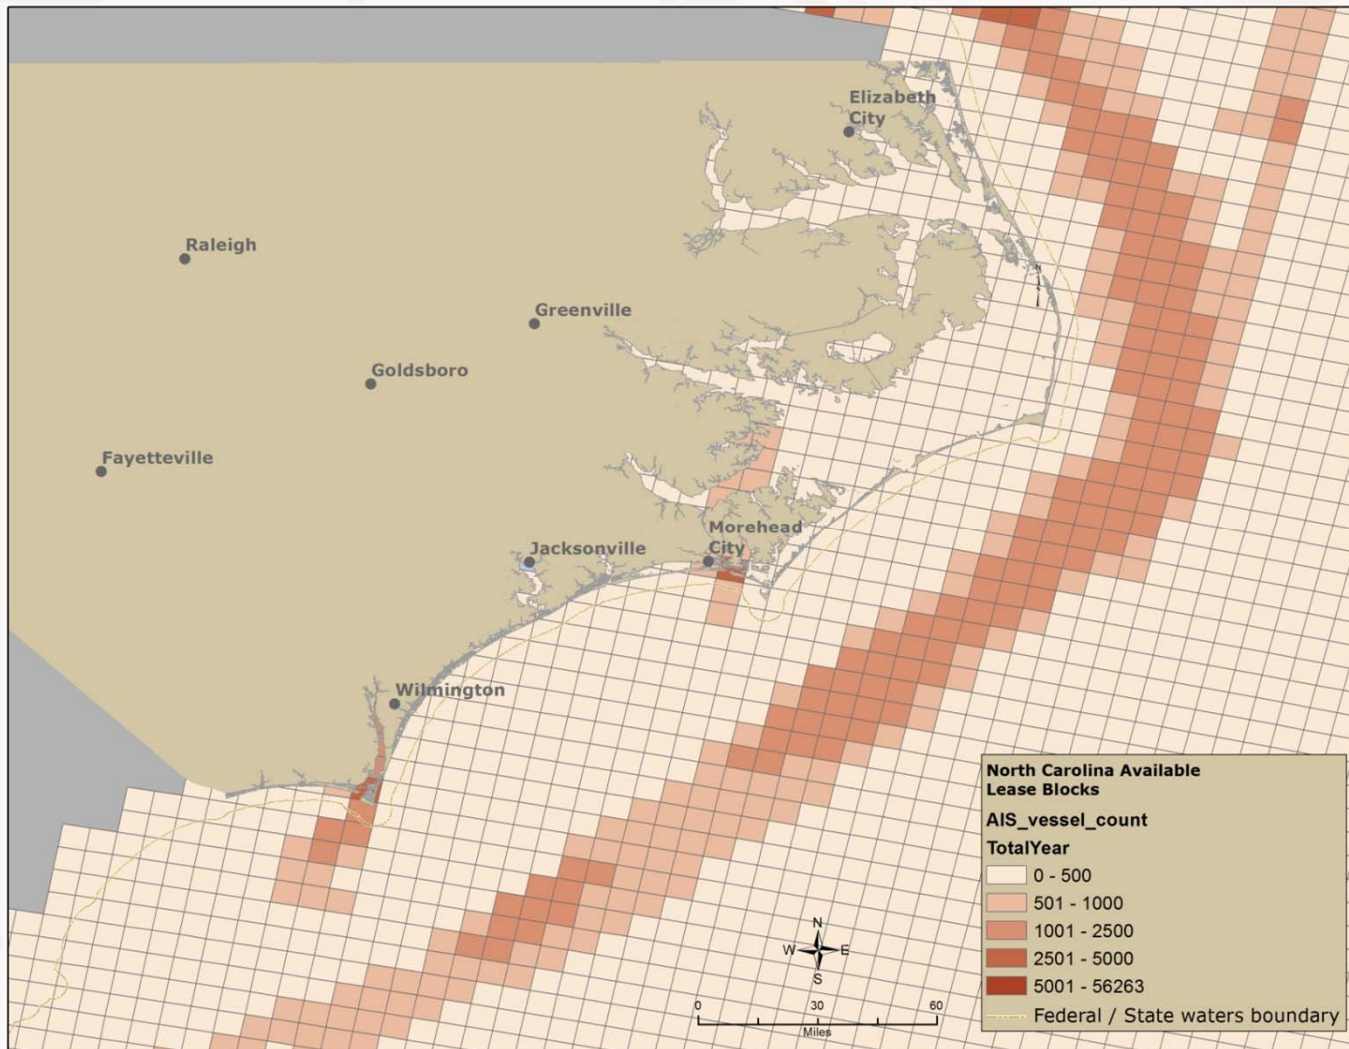 Elizabeth
City
Raleigh
Greenville
Goldsboro
Fayetteville
Morehead
City
Jacksonville
Wilmington
North Carolina Available
Lease Blocks
AIS_vessel_count
TotalYear
0 - 500
501 - 1000
1001 - 2500
2501 - 5000
5001 - 56263
Federal / State waters boundary
N
W E
S
0 30 60
Miles